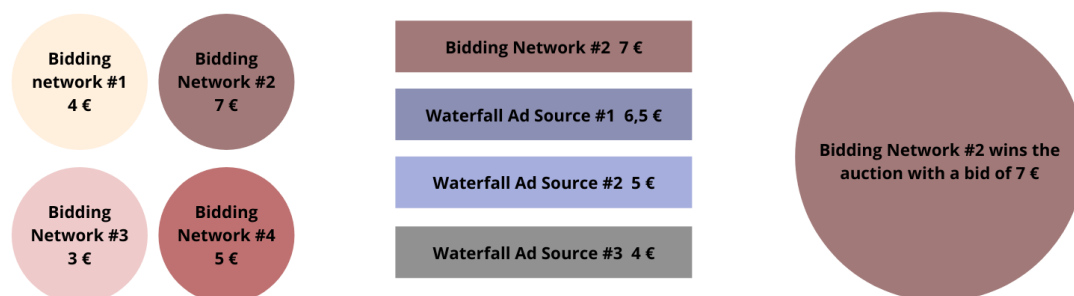 Bidding
network #1
4 €
Bidding
Network #2
7 €
Bidding
Network #3
3 €
Bidding
Network #4
5 €
Bidding Network #2 7 €
Waterfall Ad Source #1 6,5 €
Waterfall Ad Source #2 5 €
Waterfall Ad Source #3 4 €
Bidding Network #2 wins the
auction with a bid of 7 €